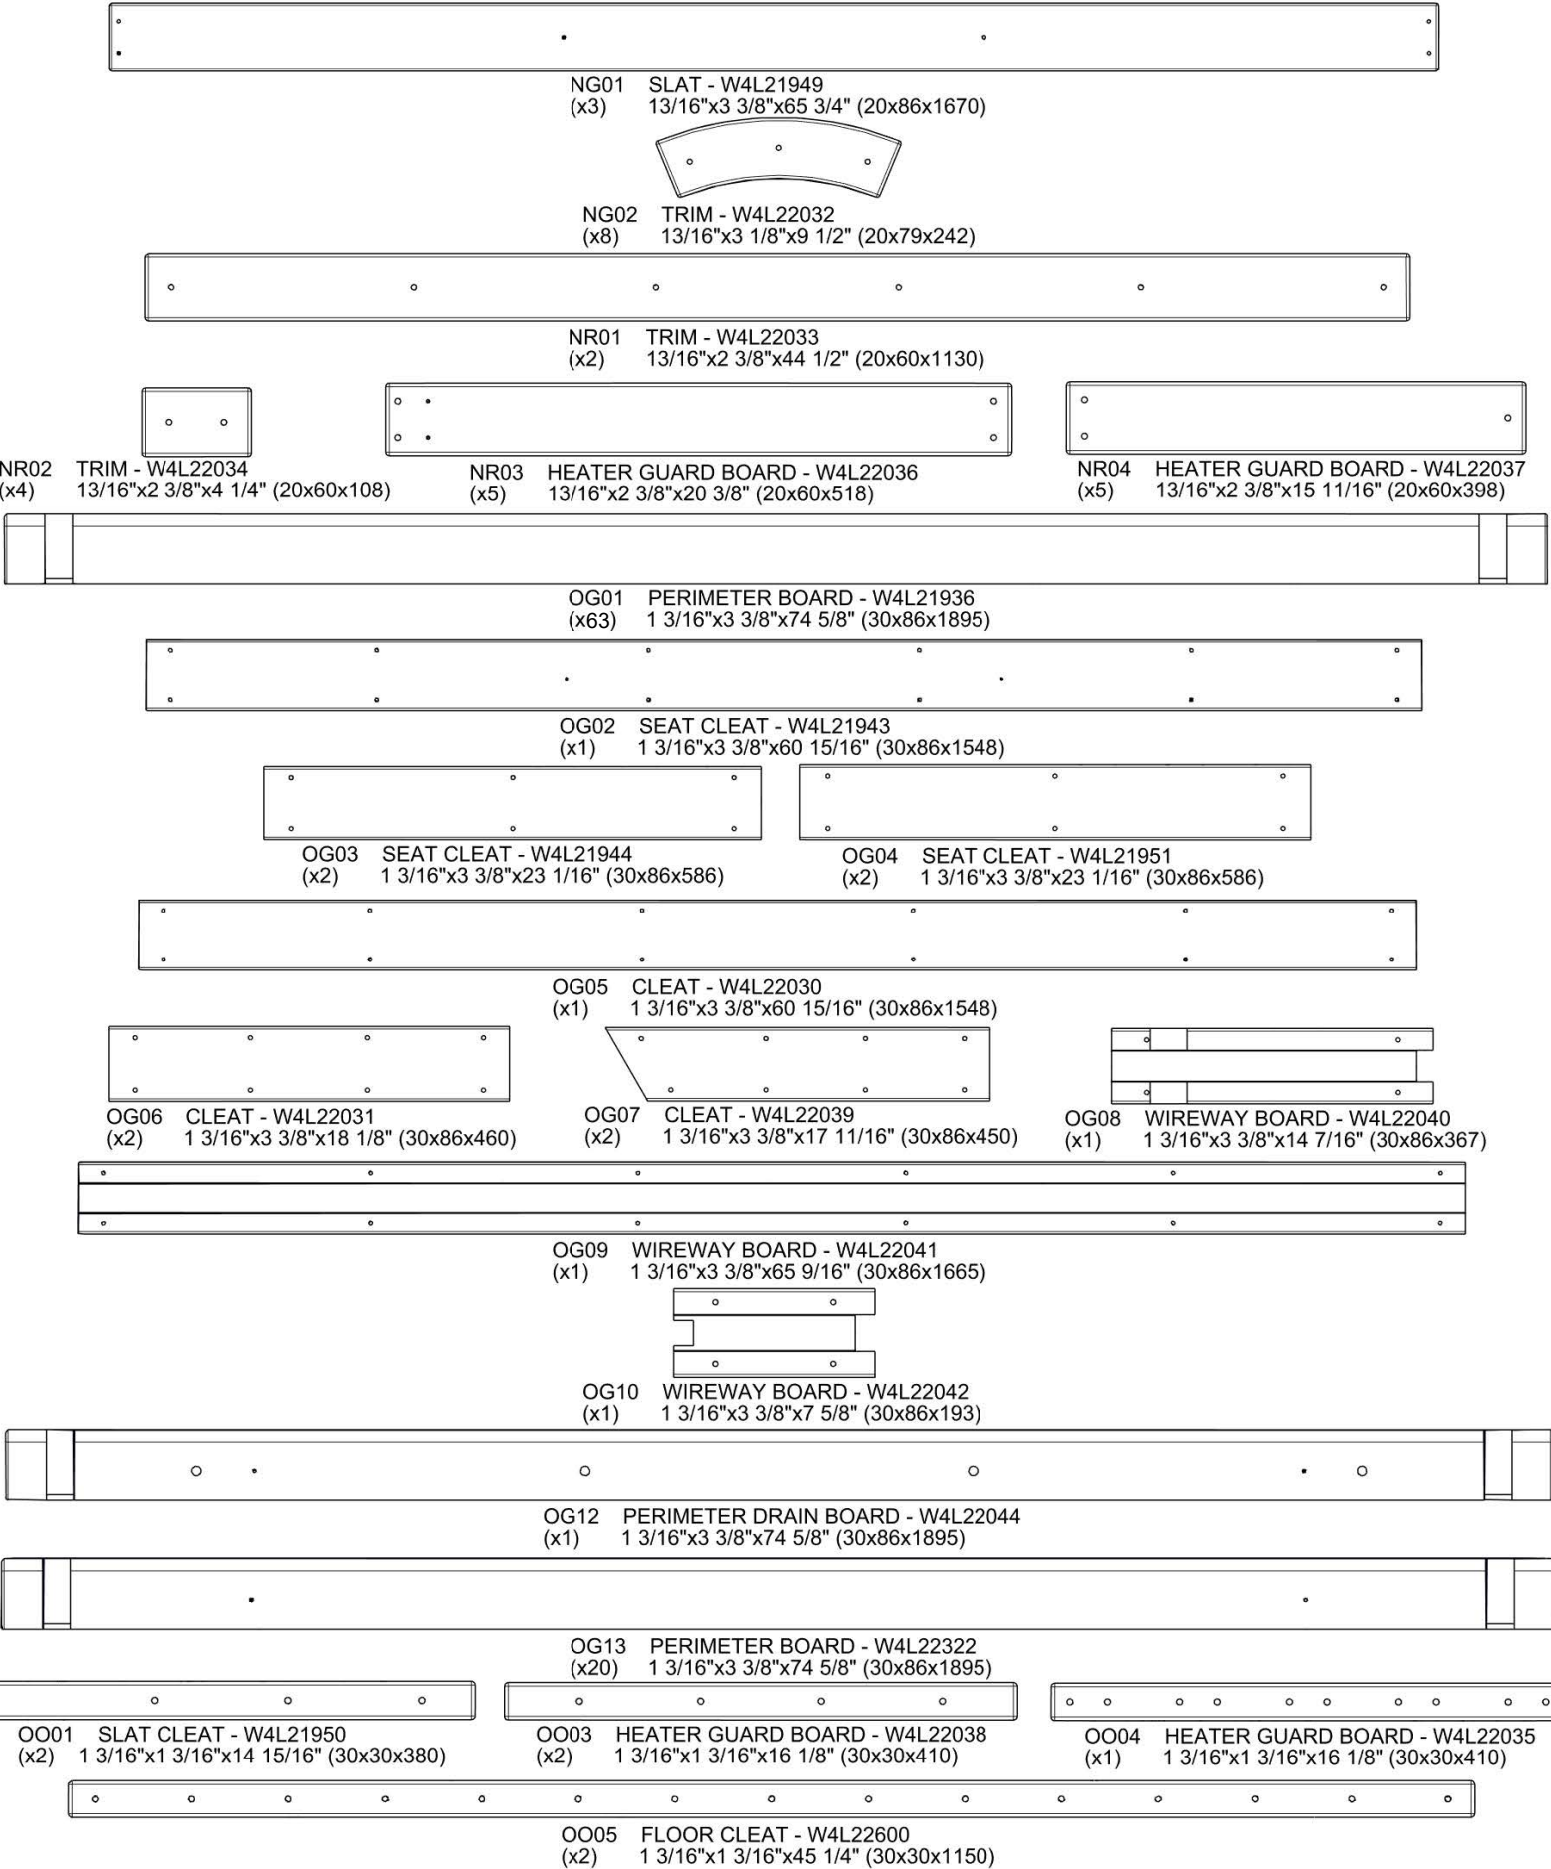 NG01 SLAT - W4L21949
(x3) 13/16"x3 3/8"x65 3/4" (20x86x1670)
NG02 TRIM - W4L22032
(x8) 13/16"x3 1/8"x9 1/2" (20x79x242)
NR01 TRIM - W4L22033
(x2) 13/16"x2 3/8"x44 1/2" (20x60x1130)
NR02 TRIM - W4L22034
(x4) 13/16"x2 3/8"x4 1/4" (20x60x108)
NR03 HEATER GUARD BOARD - W4L22036
(x5) 13/16"x2 3/8"x20 3/8" (20x60x518)
NR04 HEATER GUARD BOARD - W4L22037
(x5) 13/16"x2 3/8"x15 11/16" (20x60x398)
OG01 PERIMETER BOARD - W4L21936
(x63) 1 3/16"x3 3/8"x74 5/8" (30x86x1895)
OG02 SEAT CLEAT - W4L21943
(x1) 1 3/16"x3 3/8"x60 15/16" (30x86x1548)
OG03 SEAT CLEAT - W4L21944
(x2) 1 3/16"x3 3/8"x23 1/16" (30x86x586)
OG04 SEAT CLEAT - W4L21951
(x2) 1 3/16"x3 3/8"x23 1/16" (30x86x586)
OG05 CLEAT - W4L22030
(x1) 1 3/16"x3 3/8"x60 15/16" (30x86x1548)
OG06 CLEAT - W4L22031
(x2) 1 3/16"x3 3/8"x18 1/8" (30x86x460)
OG07 CLEAT - W4L22039
(x2) 1 3/16"x3 3/8"x17 11/16" (30x86x450)
OG08 WIREWAY BOARD - W4L22040
(x1) 1 3/16"x3 3/8"x14 7/16" (30x86x367)
OG09 WIREWAY BOARD - W4L22041
(x1) 1 3/16"x3 3/8"x65 9/16" (30x86x1665)
OG10 WIREWAY BOARD - W4L22042
(x1) 1 3/16"x3 3/8"x7 5/8" (30x86x193)
OG12 PERIMETER DRAIN BOARD - W4L22044
(x1) 1 3/16"x3 3/8"x74 5/8" (30x86x1895)
OG13 PERIMETER BOARD - W4L22322
(x20) 1 3/16"x3 3/8"x74 5/8" (30x86x1895)
OO01 SLAT CLEAT - W4L21950
(x2) 1 3/16"x1 3/16"x14 15/16" (30x30x380)
OO03 HEATER GUARD BOARD - W4L22038
(x2) 1 3/16"x1 3/16"x16 1/8" (30x30x410)
OO04 HEATER GUARD BOARD - W4L22035
(x1) 1 3/16"x1 3/16"x16 1/8" (30x30x410)
OO05 FLOOR CLEAT - W4L22600
(x2) 1 3/16"x1 3/16"x45 1/4" (30x30x1150)